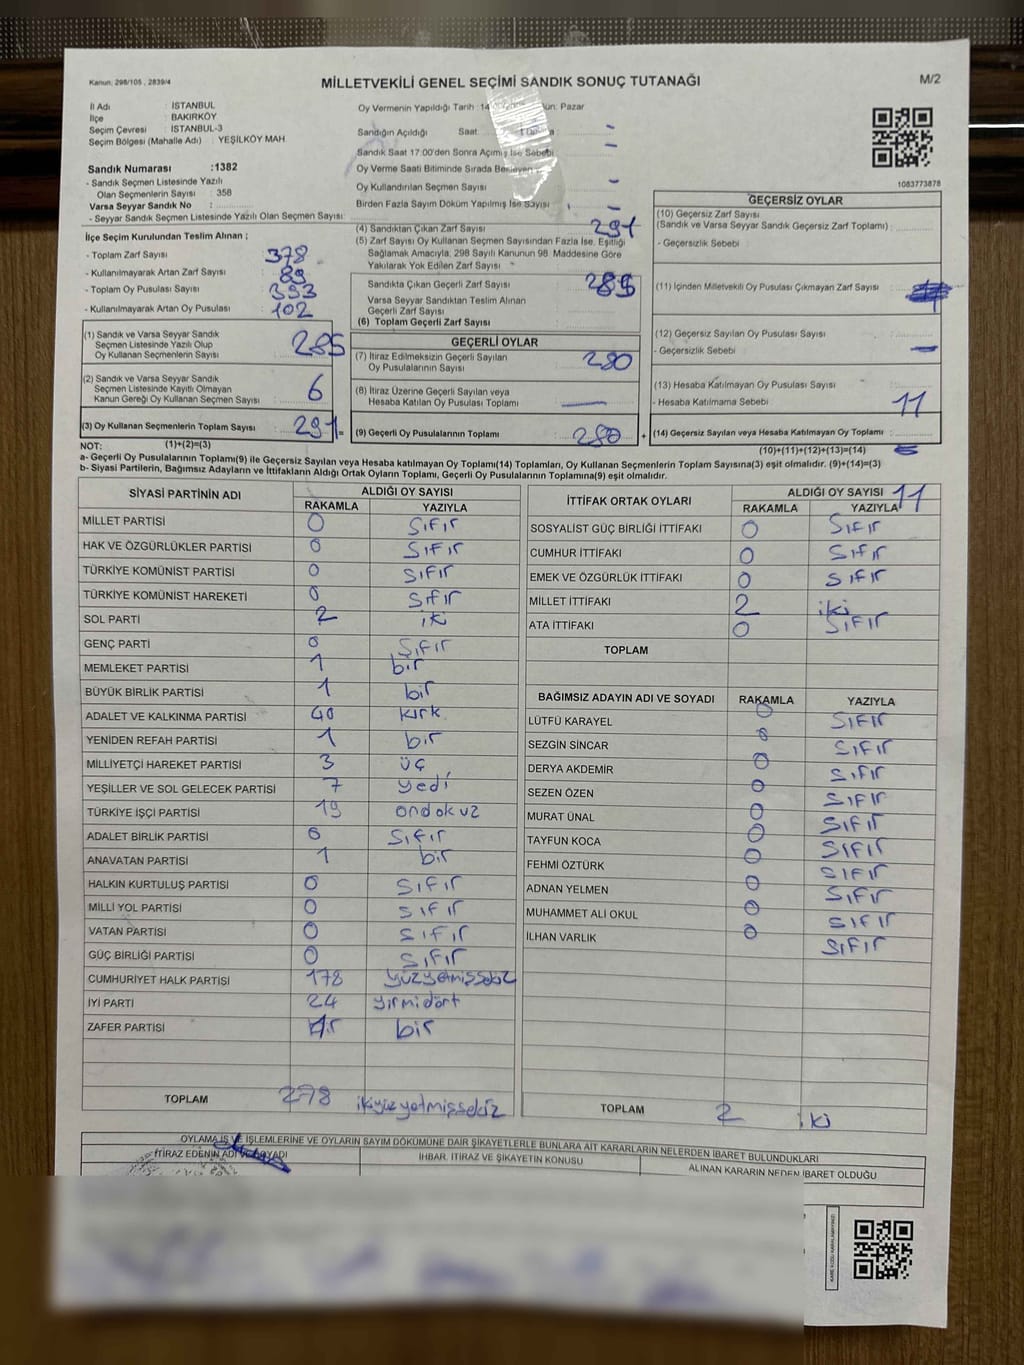 Kanun: 298/105 , 2839/4
MİLLETVEKİLİ GENEL SEÇİMİ SANDIK SONUÇ TUTANAĞI
M/2
İl Adı : İSTANBUL
İlçe : BAKIRKÖY
Seçim Çevresi : İSTANBUL-3
Seçim Bölgesi (Mahalle Adı) : YEŞİLKÖY MAH
Sandık Numarası :1382
- Sandık Seçmen Listesinde Yazılı
Olan Seçmenlerin Sayısı : 358
Varsa Seyyar Sandık No :
- Seyyar Sandık Seçmen Listesinde Yazılı Olan Seçmen Sayısı:
Oy Vermenin Yapıldığı Tarih : 14 Gün: Pazar
Sandığın Açıldığı Saat -
Sandık Saat 17:00'den Sonra Açılmış İse Sebebi -
Oy Verme Saati Bitiminde Sırada Bekleyen
Oy Kullandırılan Seçmen Sayısı -
Birden Fazla Sayım Döküm Yapılmış İse Sayısı -
1083773878
İlçe Seçim Kurulundan Teslim Alınan ;
- Toplam Zarf Sayısı : 378
- Kullanılmayarak Artan Zarf Sayısı : 89
- Toplam Oy Pusulası Sayısı : 393
- Kullanılmayarak Artan Oy Pusulası : 102
(1) Sandık ve Varsa Seyyar Sandık
Seçmen Listesinde Yazılı Olup
Oy Kullanan Seçmenlerin Sayısı : 285
(2) Sandık ve Varsa Seyyar Sandık
Seçmen Listesinde Kayıtlı Olmayan
Kanun Gereği Oy Kullanan Seçmen Sayısı : 6
(3) Oy Kullanan Seçmenlerin Toplam Sayısı : 291
(4) Sandıktan Çıkan Zarf Sayısı : 291
(5) Zarf Sayısı Oy Kullanan Seçmen Sayısından Fazla İse, Eşitliği
Sağlamak Amacıyla, 298 Sayılı Kanunun 98. Maddesine Göre
Yakılarak Yok Edilen Zarf Sayısı :
Sandıkta Çıkan Geçerli Zarf Sayısı
Varsa Seyyar Sandıktan Teslim Alınan
Geçerli Zarf Sayısı
(6) Toplam Geçerli Zarf Sayısı
GEÇERLİ OYLAR
(7) İtiraz Edilmeksizin Geçerli Sayılan
Oy Pusulalarının Sayısı : 280
(8) İtiraz Üzerine Geçerli Sayılan veya
Hesaba Katılan Oy Pusulası Toplamı : —
(9) Geçerli Oy Pusulalarının Toplamı : 280
GEÇERSİZ OYLAR
(10) Geçersiz Zarf Sayısı
(Sandık ve Varsa Seyyar Sandık Geçersiz Zarf Toplamı) :
- Geçersizlik Sebebi :
(11) İçinden Milletvekili Oy Pusulası Çıkmayan Zarf Sayısı :
(12) Geçersiz Sayılan Oy Pusulası Sayısı :
- Geçersizlik Sebebi : —
(13) Hesaba Katılmayan Oy Pusulası Sayısı :
- Hesaba Katılmama Sebebi : 11
(14) Geçersiz Sayılan veya Hesaba Katılmayan Oy Toplamı :
NOT: (1)+(2)=(3)
(10)+(11)+(12)+(13)=(14)
a- Geçerli Oy Pusulalarının Toplamı(9) ile Geçersiz Sayılan veya Hesaba katılmayan Oy Toplamı(14) Toplamları, Oy Kullanan Seçmenlerin Toplam Sayısına(3) eşit olmalıdır. (9)+(14)=(3)
b- Siyasi Partilerin, Bağımsız Adayların ve İttifakların Aldığı Ortak Oyların Toplamı, Geçerli Oy Pusulalarının Toplamına(9) eşit olmalıdır.
SİYASİ PARTİNİN ADI ALDIĞI OY SAYISI
RAKAMLA YAZIYLA
MİLLET PARTİSİ 0 sıfır
HAK VE ÖZGÜRLÜKLER PARTİSİ 0 sıfır
TÜRKİYE KOMÜNİST PARTİSİ 0 sıfır
TÜRKİYE KOMÜNİST HAREKETİ 0 sıfır
SOL PARTİ 2 iki
GENÇ PARTİ 0 sıfır
MEMLEKET PARTİSİ 1 bir
BÜYÜK BİRLİK PARTİSİ 1 bir
ADALET VE KALKINMA PARTİSİ 40 kırk
YENİDEN REFAH PARTİSİ 1 bir
MİLLİYETÇİ HAREKET PARTİSİ 3 üç
YEŞİLLER VE SOL GELECEK PARTİSİ 7 yedi
TÜRKİYE İŞÇİ PARTİSİ 19 ondokuz
ADALET BİRLİK PARTİSİ 0 sıfır
ANAVATAN PARTİSİ 1 bir
HALKIN KURTULUŞ PARTİSİ 0 sıfır
MİLLİ YOL PARTİSİ 0 sıfır
VATAN PARTİSİ 0 sıfır
GÜÇ BİRLİĞİ PARTİSİ 0 sıfır
CUMHURİYET HALK PARTİSİ 178 yüzyetmişsekiz
İYİ PARTİ 24 yirmidört
ZAFER PARTİSİ bir
TOPLAM 278 ikiyüzyetmişsekiz
İTTİFAK ORTAK OYLARI ALDIĞI OY SAYISI 11
RAKAMLA YAZIYLA
SOSYALİST GÜÇ BİRLİĞİ İTTİFAKI 0 sıfır
CUMHUR İTTİFAKI 0 sıfır
EMEK VE ÖZGÜRLÜK İTTİFAKI 0 sıfır
MİLLET İTTİFAKI 2 iki
ATA İTTİFAKI 0 sıfır
TOPLAM
BAĞIMSIZ ADAYIN ADI VE SOYADI RAKAMLA YAZIYLA
LÜTFÜ KARAYEL 0 sıfır
SEZGİN SİNCAR 0 sıfır
DERYA AKDEMİR 0 sıfır
SEZEN ÖZEN 0 sıfır
MURAT ÜNAL 0 sıfır
TAYFUN KOCA 0 sıfır
FEHMİ ÖZTÜRK 0 sıfır
ADNAN YELMEN 0 sıfır
MUHAMMET ALİ OKUL 0 sıfır
İLHAN VARLIK 0 sıfır
TOPLAM 2 iki
OYLAMA İŞ VE İŞLEMLERİNE VE OYLARIN SAYIM DÖKÜMÜNE DAİR ŞİKAYETLERLE BUNLARA AİT KARARLARIN NELERDEN İBARET BULUNDUKLARI
İTİRAZ EDENİN ADI VE SOYADI İHBAR, İTİRAZ VE ŞİKAYETİN KONUSU ALINAN KARARIN NEDEN İBARET OLDUĞU